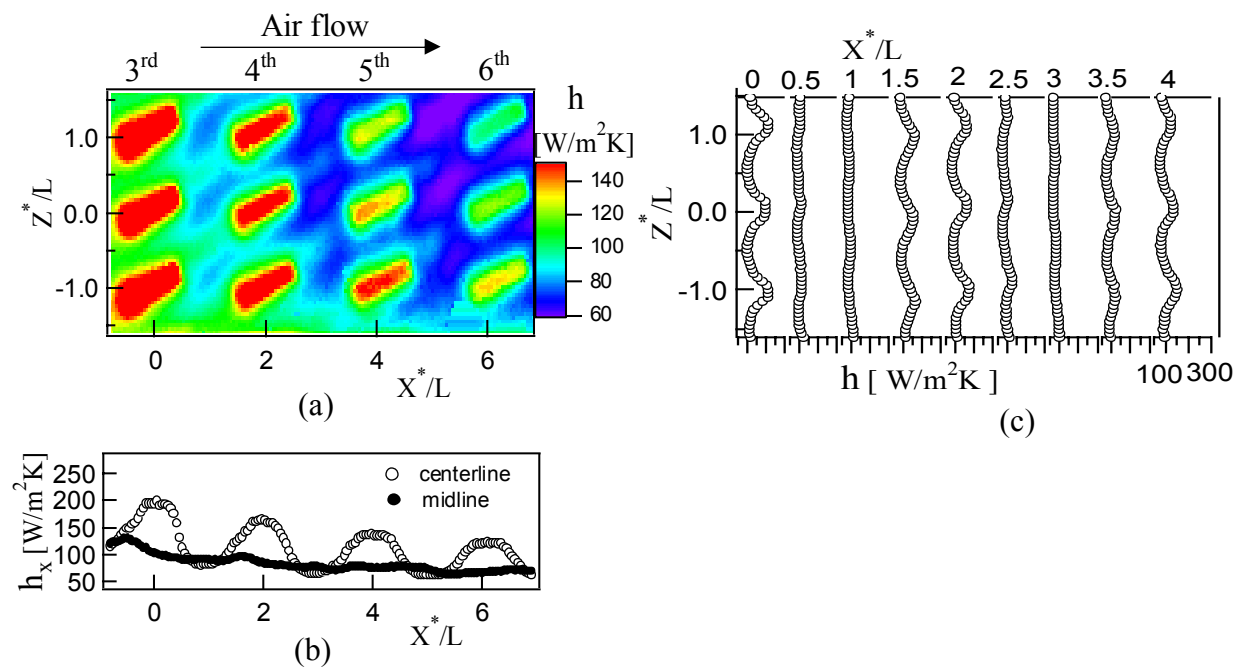 Air flow
3rd 4th 5th 6th
h
[W/m2K]
140
120
100
80
60
1.0
0.0
-1.0
Z*/L
0 2 4 6
X*/L
(a)
250
200
150
100
50
hx [W/m2K]
centerline
midline
0 2 4 6
X*/L
(b)
X*/L
0 0.5 1 1.5 2 2.5 3 3.5 4
1.0
0.0
-1.0
Z*/L
h [ W/m2K ]
100 300
(c)